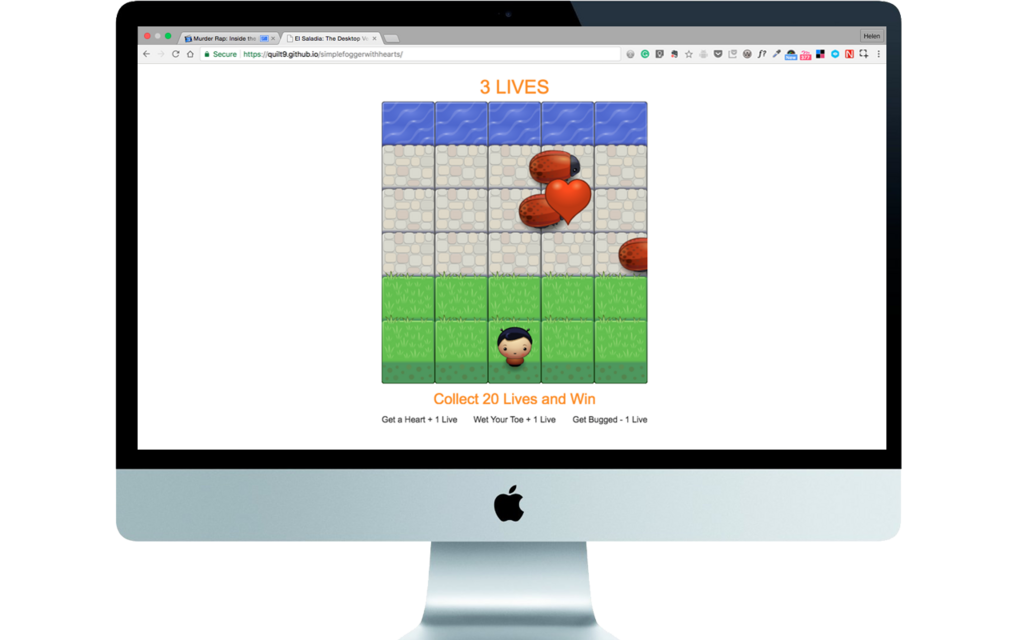 Murder Rap: Inside the
El Saladia: The Desktop V
Helen
Secure https://quilt9.github.io/simplefoggerwithhearts/
f?
N
3 LIVES
Collect 20 Lives and Win
Get a Heart + 1 Live Wet Your Toe + 1 Live Get Bugged - 1 Live